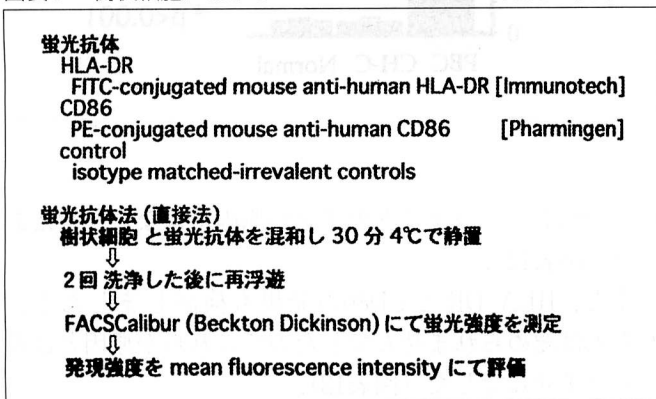 蛍光抗体
HLA-DR
FITC-conjugated mouse anti-human HLA-DR [Immunotech]
CD86
PE-conjugated mouse anti-human CD86 [Pharmingen]
control
isotype matched-irrevalent controls
蛍光抗体法 (直接法)
樹状細胞 と蛍光抗体を混和し 30 分 4℃で静置
⇩
2回 洗浄した後に再浮遊
⇩
FACSCalibur (Beckton Dickinson) にて蛍光強度を測定
⇩
発現強度を mean fluorescence intensity にて評価